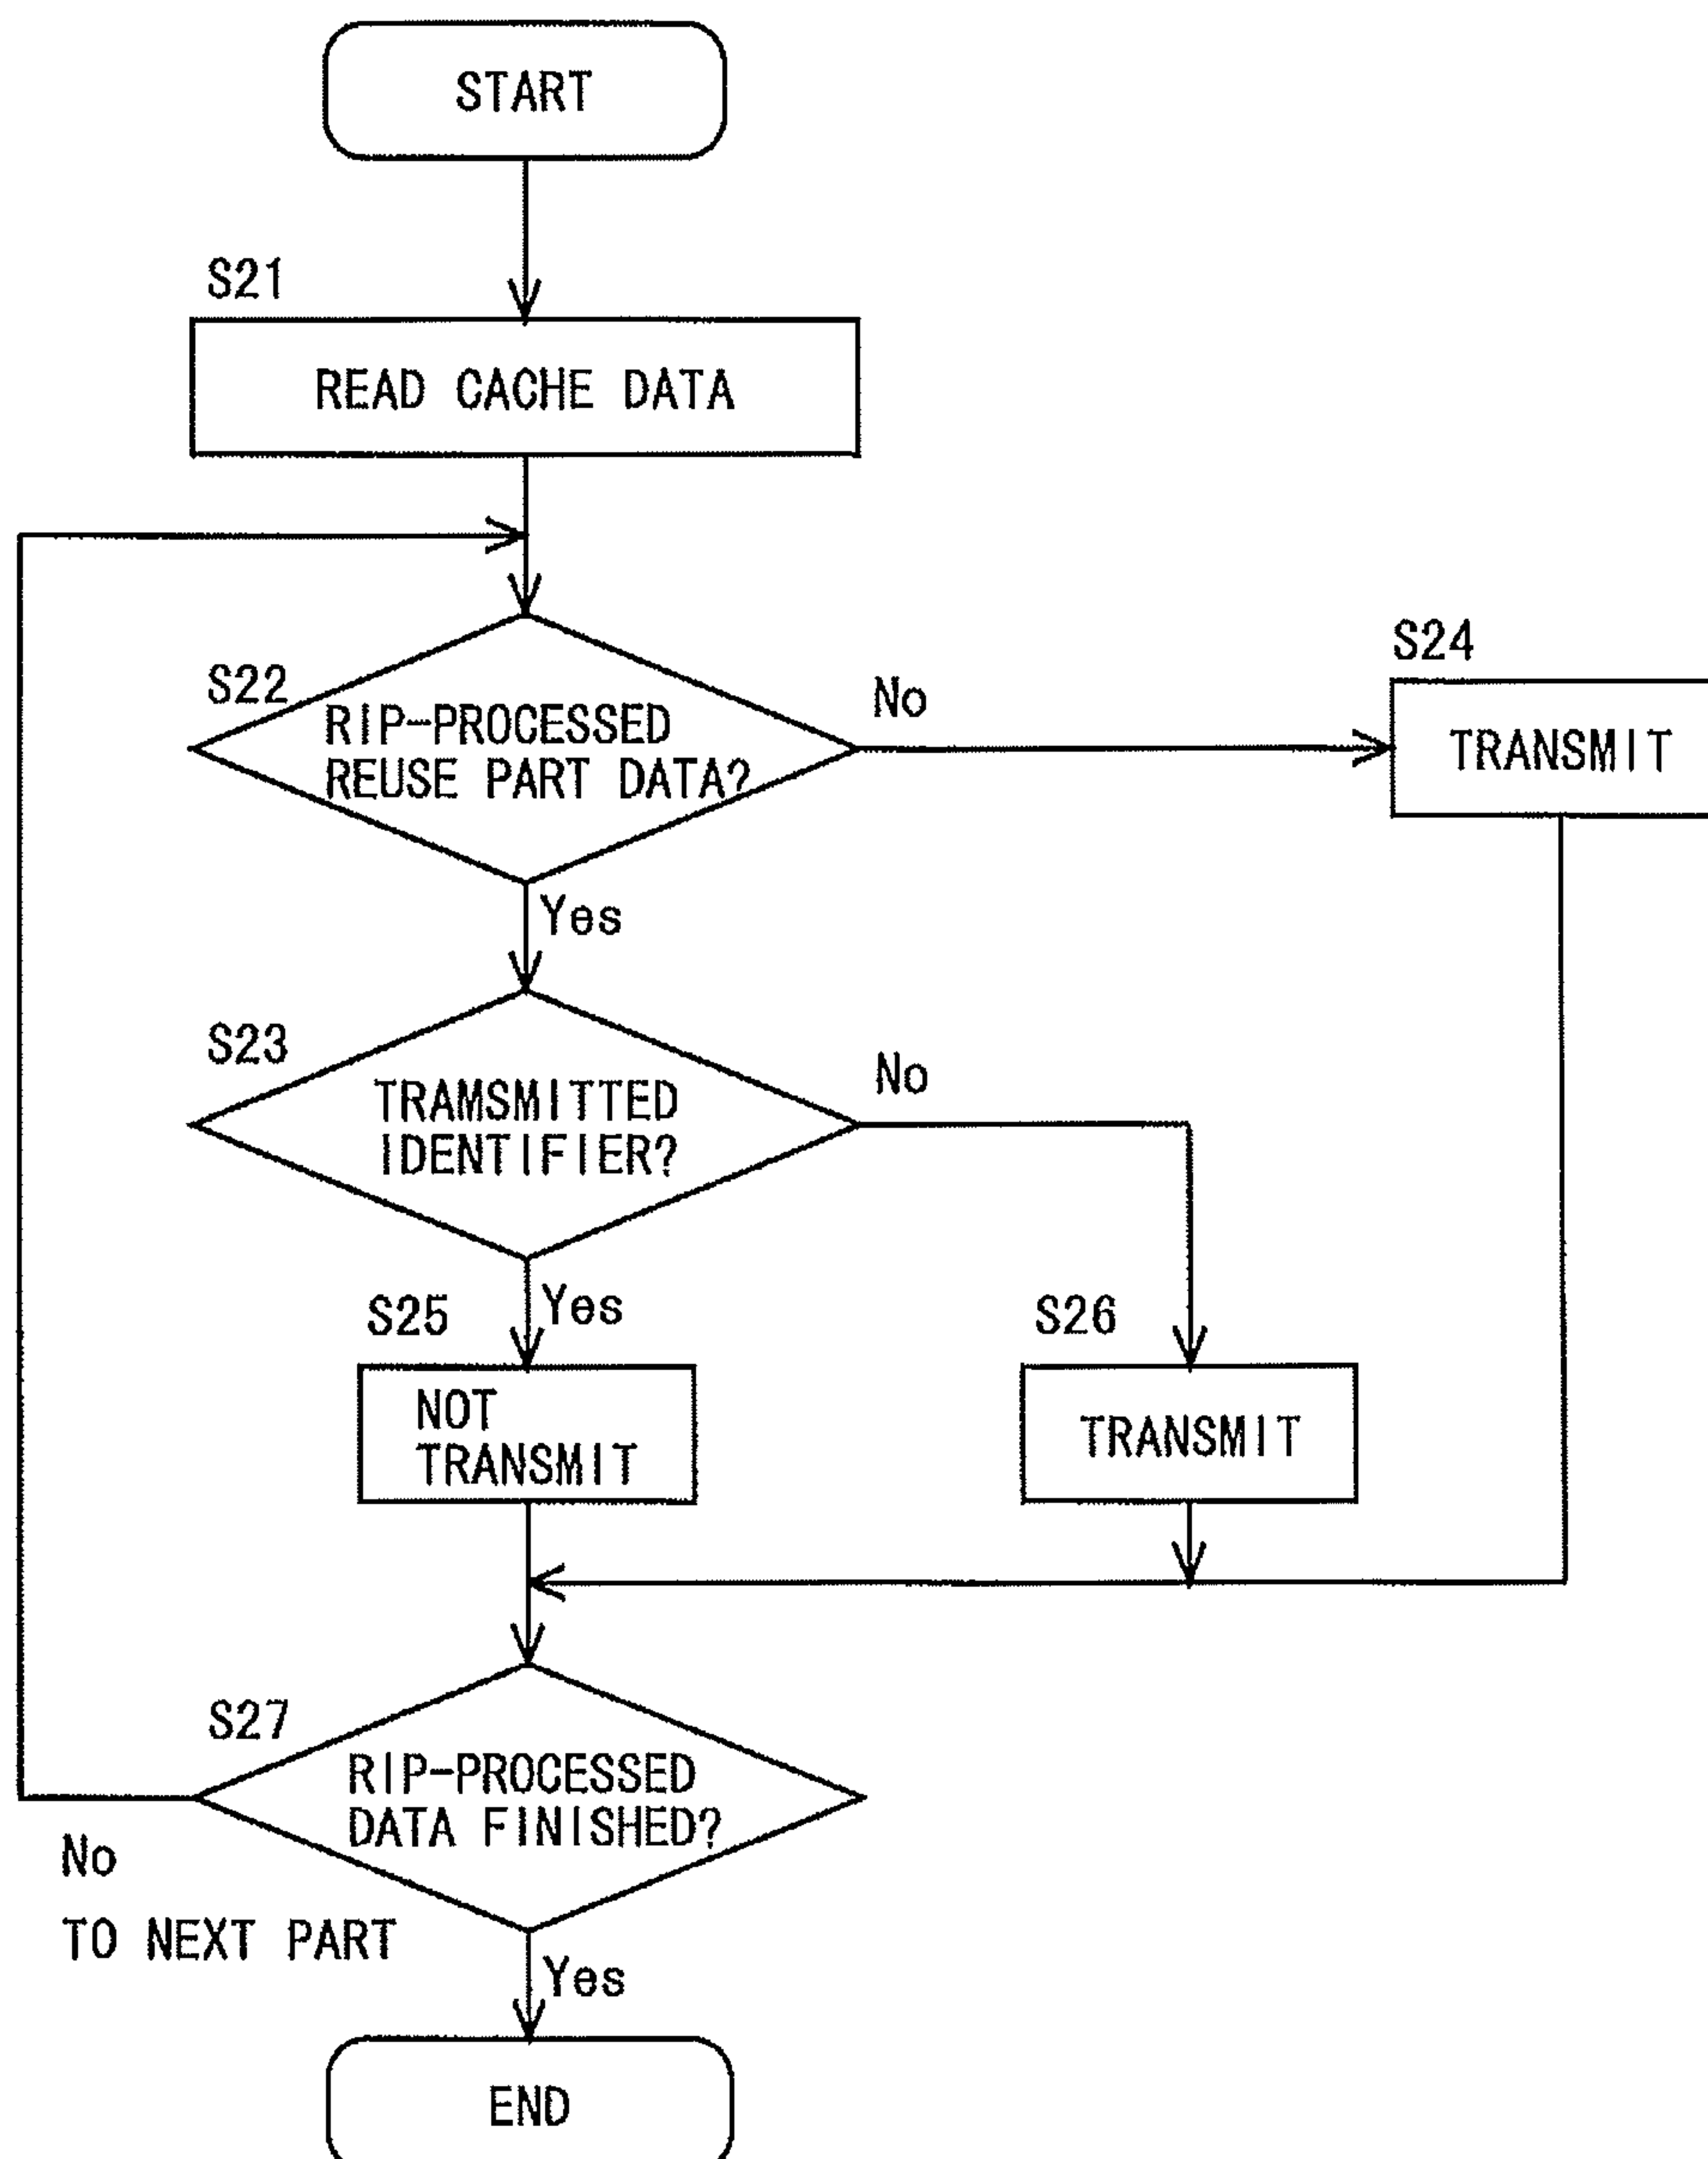 START
S21
READ CACHE DATA
S22
RIP-PROCESSED
REUSE PART DATA?
No
S24
TRANSMIT
Yes
S23
TRAMSMITTED
IDENTIFIER?
No
Yes
S25
NOT
TRANSMIT
S26
TRANSMIT
S27
RIP-PROCESSED
DATA FINISHED?
No
TO NEXT PART
Yes
END